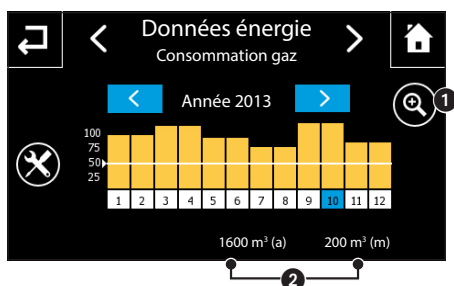 Données énergie
Consommation gaz
1
Année 2013
100
75
50
25
1 2 3 4 5 6 7 8 9 10 11 12
1600 m³ (a) 200 m³ (m)
2